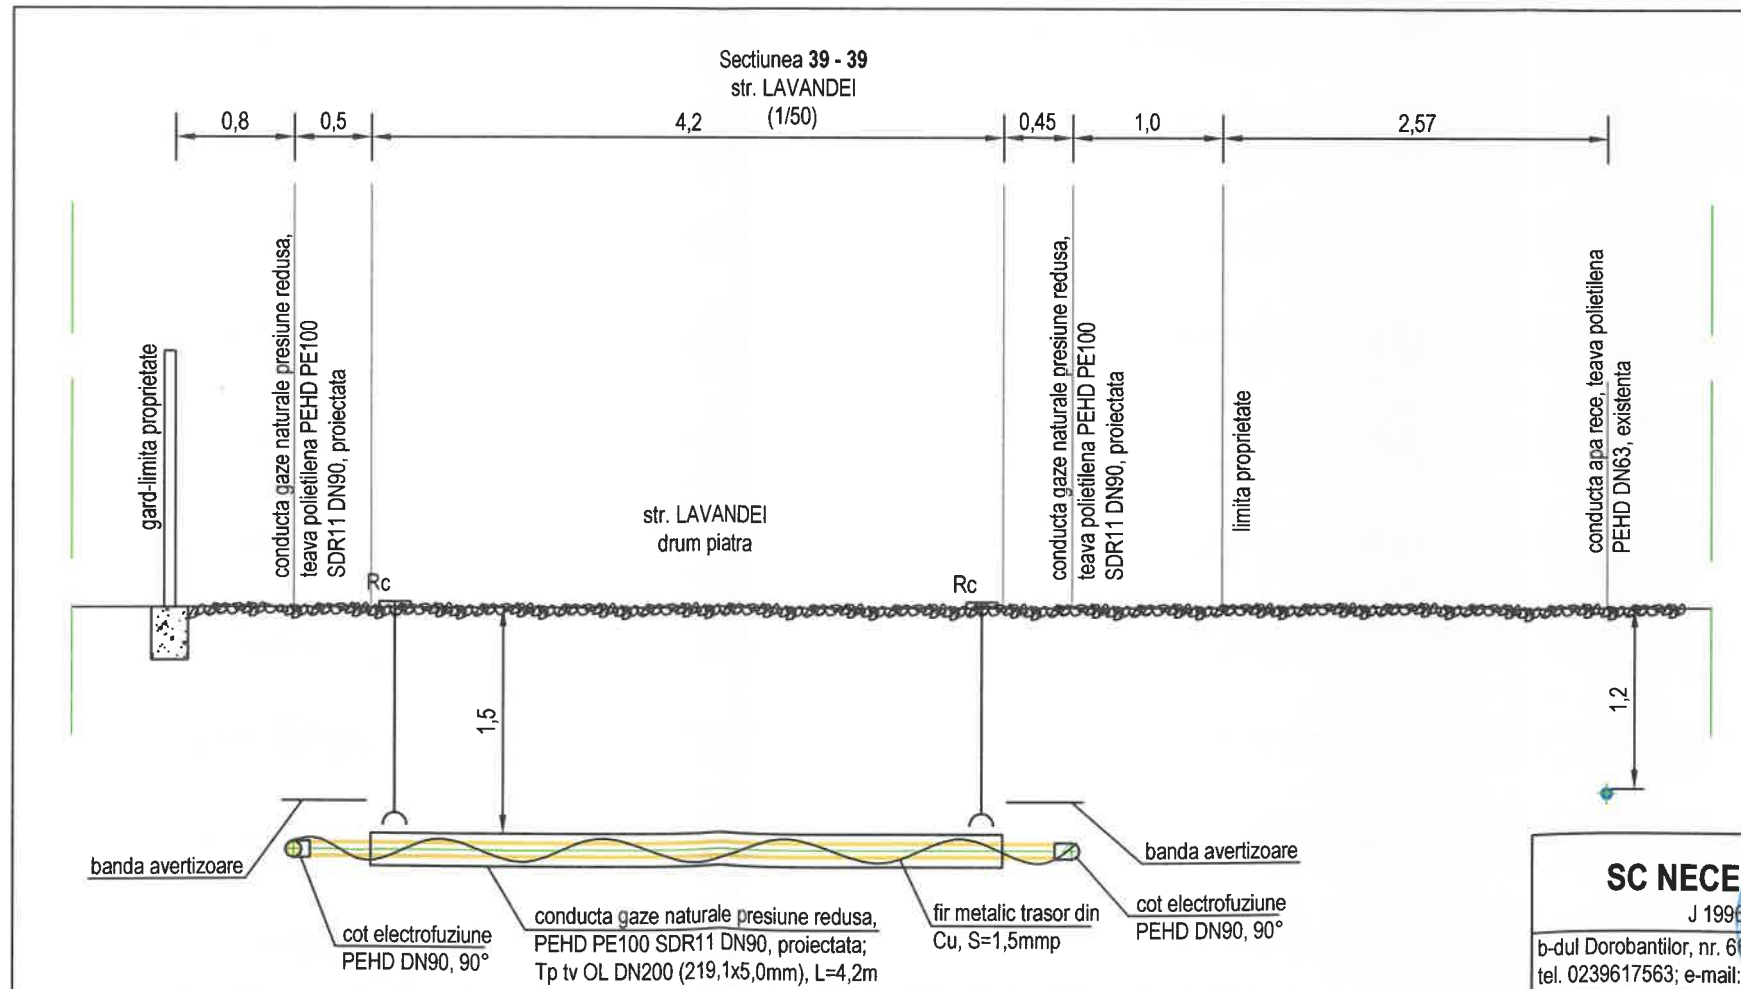 Sectiunea 39 - 39
str. LAVANDEI
(1/50)
0,8
0,5
4,2
0,45
1,0
2,57
gard-limita proprietate
conducta gaze naturale presiune redusa,
teava polietilena PEHD PE100
SDR11 DN90, proiectata
str. LAVANDEI
drum piatra
conducta gaze naturale presiune redusa,
teava polietilena PEHD PE100
SDR11 DN90, proiectata
limita proprietate
conducta apa rece, teava polietilena
PEHD DN63, existenta
Rc
Rc
1,5
1,2
banda avertizoare
banda avertizoare
cot electrofuziune
PEHD DN90, 90°
conducta gaze naturale presiune redusa,
PEHD PE100 SDR11 DN90, proiectata;
Tp tv OL DN200 (219,1x5,0mm), L=4,2m
fir metalic trasor din
Cu, S=1,5mmp
cot electrofuziune
PEHD DN90, 90°
SC NECE
J 199
b-dul Dorobantilor, nr. 6
tel. 0239617563; e-mail: